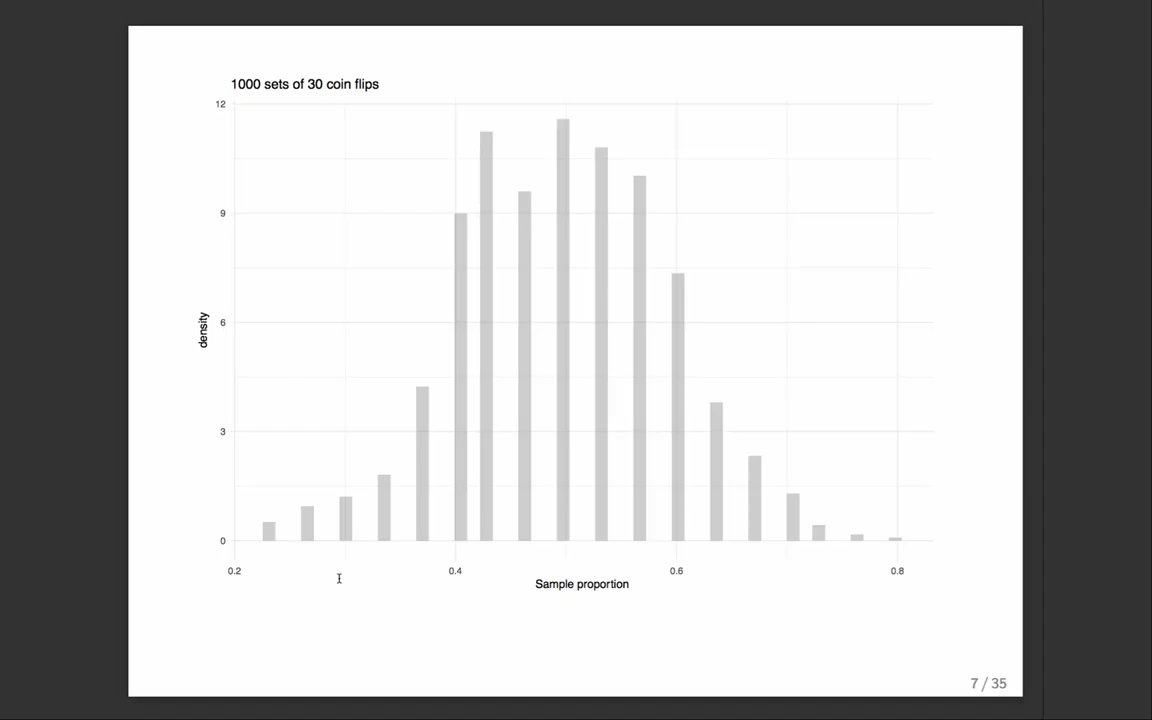 1000 sets of 30 coin flips
12
9
6
3
0
density
0.2 0.4 0.6 0.8
Sample proportion
7 / 35